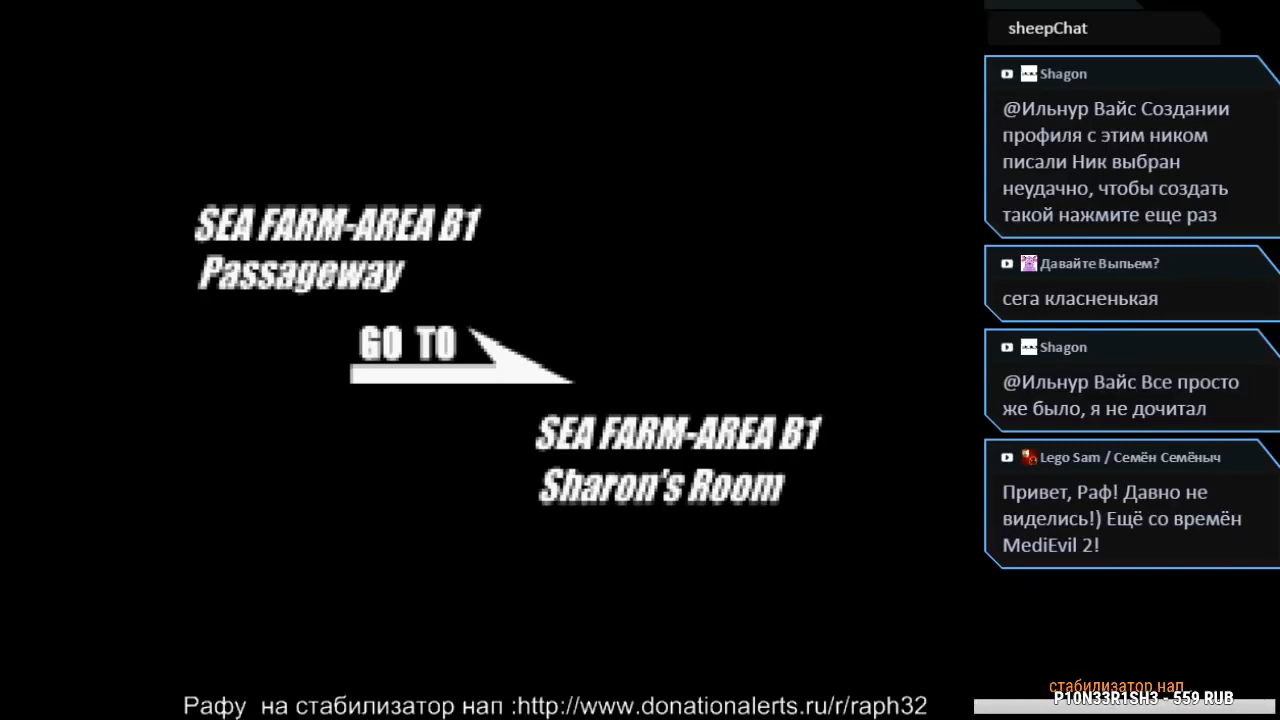 SEA FARM-AREA B1
Passageway
GO TO
SEA FARM-AREA B1
Sharon's Room
Рафу на стабилизатор нап :http://www.donationalerts.ru/r/raph32
sheepChat
Shagon
@Ильнур Вайс Создании
профиля с этим ником
писали Ник выбран
неудачно, чтобы создать
такой нажмите еще раз
Давайте Выпьем?
сега класненькая
Shagon
@Ильнур Вайс Все просто
же было, я не дочитал
Lego Sam / Семён Семёныч
Привет, Раф! Давно не
виделись!) Ещё со времён
MediEvil 2!
стабилизатор нап
P10N33R1SH3 - 559 RUB